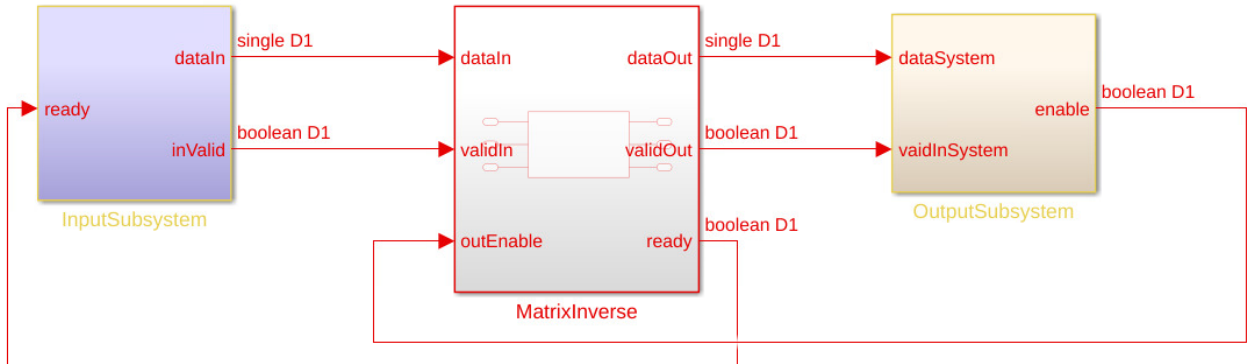 single D1
single D1
dataIn
dataIn
dataOut
dataSystem
boolean D1
ready
enable
boolean D1
boolean D1
inValid
validIn
validOut
vaidInSystem
InputSubsystem
OutputSubsystem
boolean D1
outEnable
ready
MatrixInverse